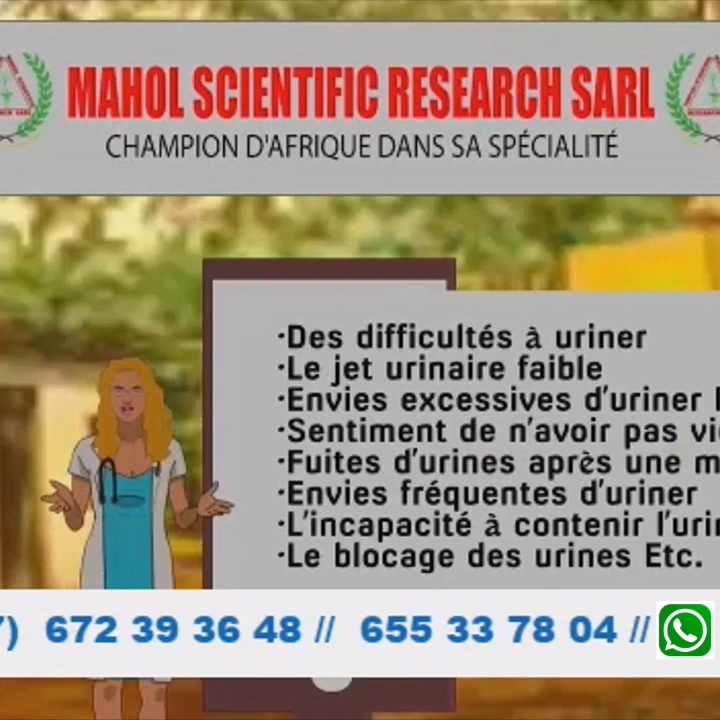 MAHOL SCIENTIFIC RESEARCH SARL
CHAMPION D'AFRIQUE DANS SA SPÉCIALITÉ
·Des difficultés à uriner
·Le jet urinaire faible
·Envies excessives d'uriner
·Sentiment de n'avoir pas
·Fuites d'urines après une
·Envies fréquentes d'uriner
·L'incapacité à contenir
·Le blocage des urines Etc.
) 672 39 36 48 // 655 33 78 04 //